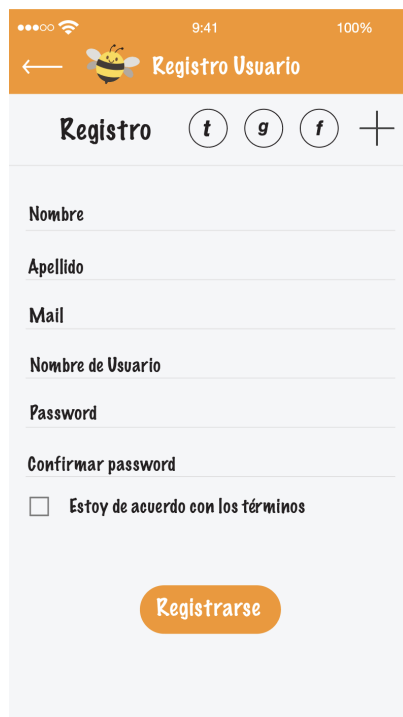 9:41 100%
Registro Usuario
Registro t g f
Nombre
Apellido
Mail
Nombre de Usuario
Password
Confirmar password
Estoy de acuerdo con los términos
Registrarse